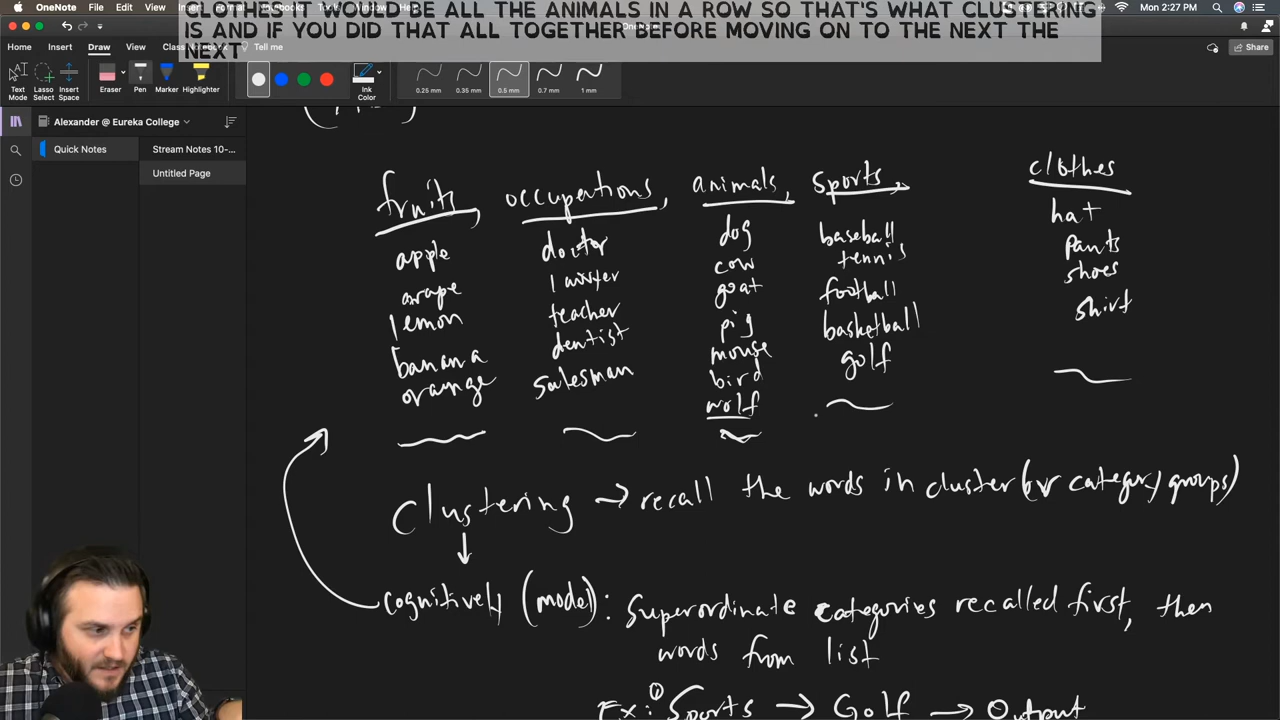 CLOTHES IT WOULD BE ALL THE ANIMALS IN A ROW SO THAT'S WHAT CLUSTERING
IS AND IF YOU DID THAT ALL TOGETHER BEFORE MOVING ON TO THE NEXT THE
NEXT
OneNote File Edit
Mon 2:27 PM
Home Insert Draw View Class Notebook Tell me
Share
Text Mode
Lasso Select
Insert Space
Eraser
Pen
Marker
Highlighter
Ink Color
0.25 mm 0.35 mm 0.5 mm 0.7 mm 1 mm
Alexander @ Eureka College
Quick Notes
Stream Notes 10-...
Untitled Page
fruits,
apple
grape
lemon
banana
orange
occupations,
doctor
lawyer
teacher
dentist
salesman
animals,
dog
cow
goat
pig
mouse
bird
wolf
sports,
baseball
tennis
football
basketball
golf
clothes
hat
pants
shoes
shirt
Clustering → recall the words in cluster (or category/groups)
cognitively (model): superordinate categories recalled first, then
words from list
Ex: ① Sports → Golf → Output